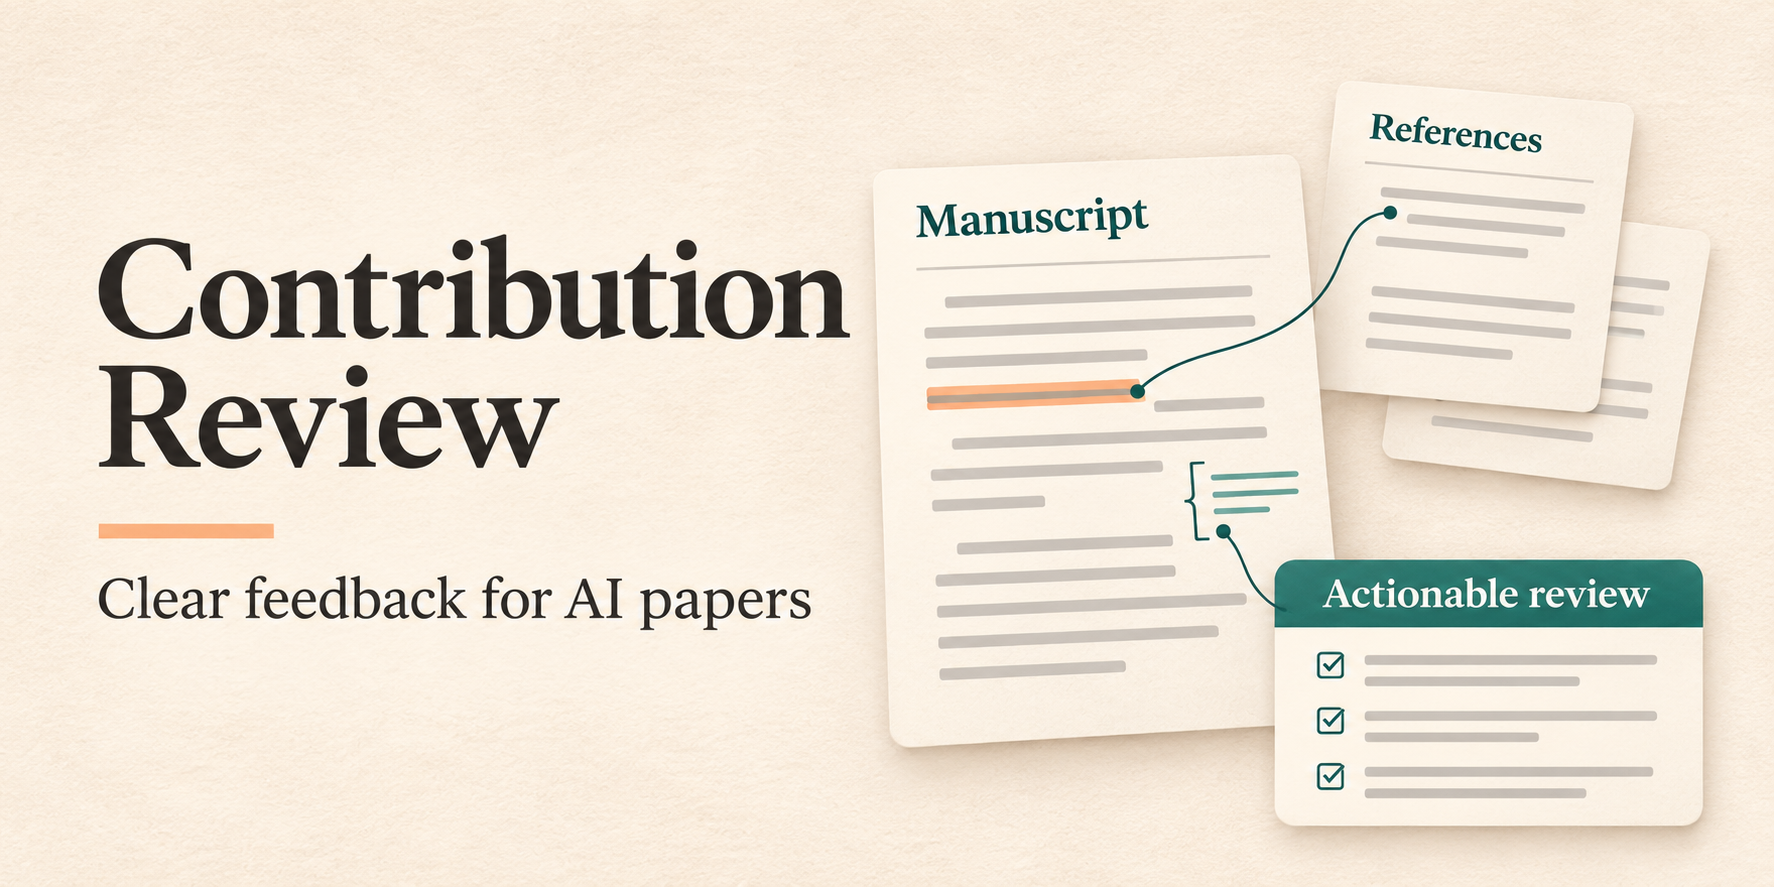 Contribution
Review
Clear feedback for AI papers
Manuscript
References
Actionable review